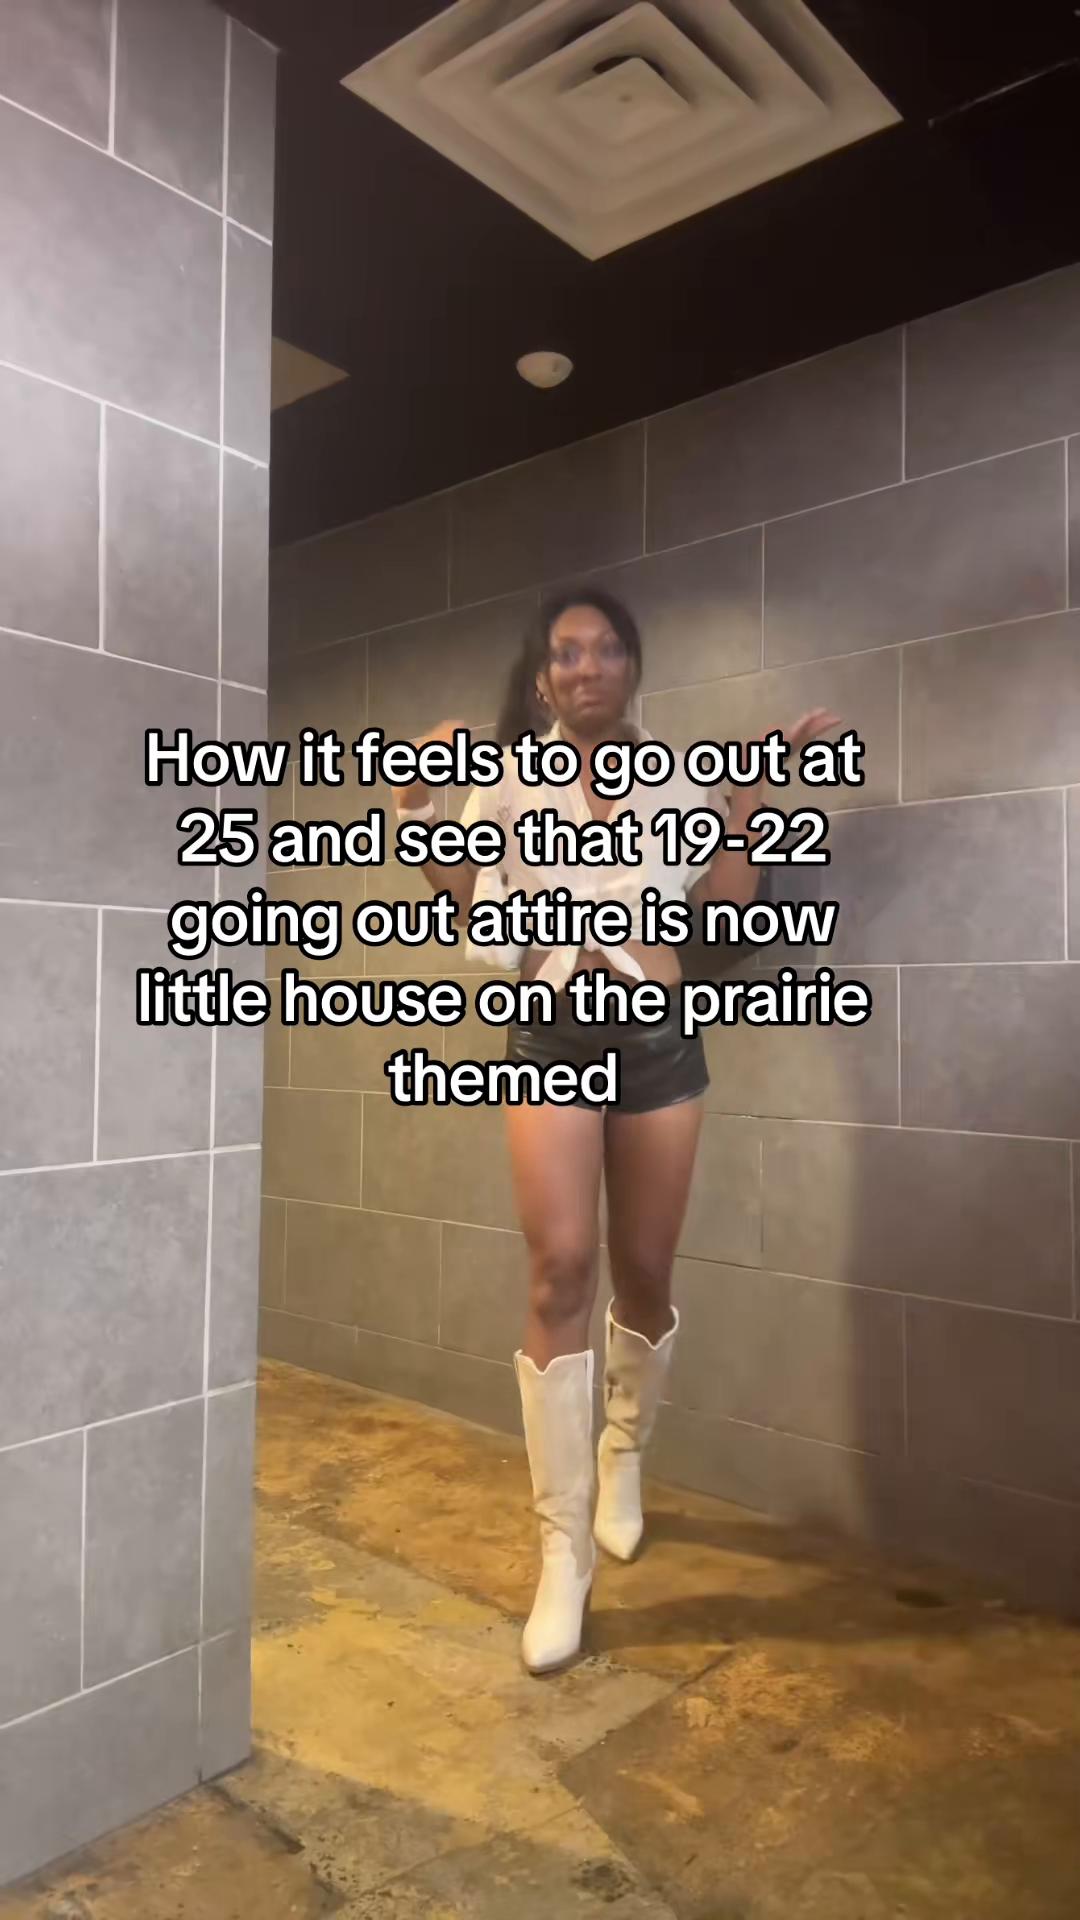 How it feels to go out at
25 and see that 19-22
going out attire is now
little house on the prairie
themed